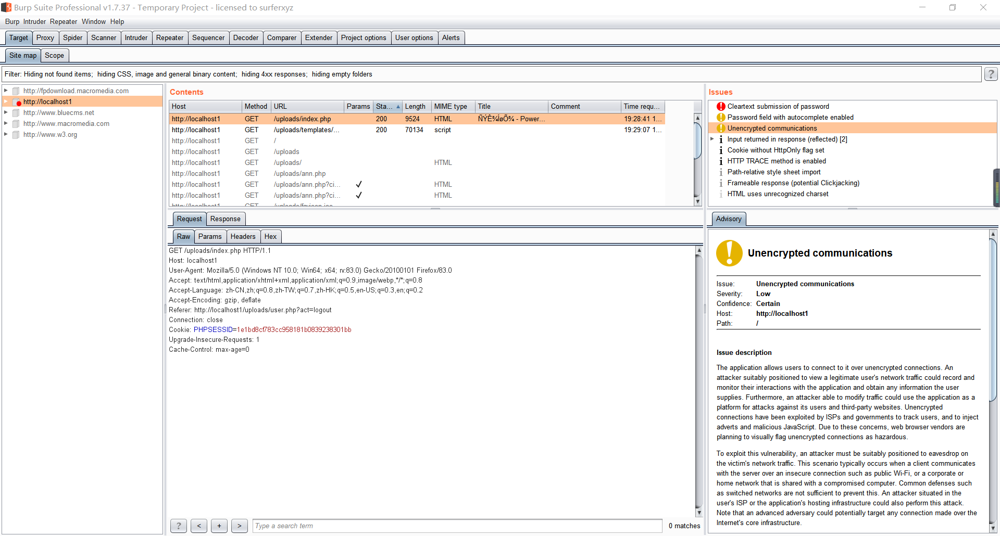 Burp Suite Professional v1.7.37 - Temporary Project - licensed to surferxyz
Burp Intruder Repeater Window Help
Target Proxy Spider Scanner Intruder Repeater Sequencer Decoder Comparer Extender Project options User options Alerts
Site map Scope
Filter: Hiding not found items; hiding CSS, image and general binary content; hiding 4xx responses; hiding empty folders
?
http://fpdownload.macromedia.com
http://localhost1
http://www.bluecms.net
http://www.macromedia.com
http://www.w3.org
Contents
Host Method URL Params Sta... Length MIME type Title Comment Time requ...
http://localhost1 GET /uploads/index.php 200 9524 HTML ÑÝÊ¾ÍøÕ¾ - Power... 19:28:41 1...
http://localhost1 GET /uploads/templates/... 200 70134 script 19:29:07 1...
http://localhost1 GET /
http://localhost1 GET /uploads
http://localhost1 GET /uploads/ HTML
http://localhost1 GET /uploads/ann.php
http://localhost1 GET /uploads/ann.php?ci... ✓ HTML
http://localhost1 GET /uploads/ann.php?ci... ✓ HTML
Request Response
Raw Params Headers Hex
GET /uploads/index.php HTTP/1.1
Host: localhost1
User-Agent: Mozilla/5.0 (Windows NT 10.0; Win64; x64; rv:83.0) Gecko/20100101 Firefox/83.0
Accept: text/html,application/xhtml+xml,application/xml;q=0.9,image/webp,*/*;q=0.8
Accept-Language: zh-CN,zh;q=0.8,zh-TW;q=0.7,zh-HK;q=0.5,en-US;q=0.3,en;q=0.2
Accept-Encoding: gzip, deflate
Referer: http://localhost1/uploads/user.php?act=logout
Connection: close
Cookie: PHPSESSID=1e1bd8cf783cc958181b0839238301bb
Upgrade-Insecure-Requests: 1
Cache-Control: max-age=0
? < + > Type a search term 0 matches
Issues
Cleartext submission of password
Password field with autocomplete enabled
Unencrypted communications
Input returned in response (reflected) [2]
Cookie without HttpOnly flag set
HTTP TRACE method is enabled
Path-relative style sheet import
Frameable response (potential Clickjacking)
HTML uses unrecognized charset
Advisory
Unencrypted communications
Issue: Unencrypted communications
Severity: Low
Confidence: Certain
Host: http://localhost1
Path: /
Issue description
The application allows users to connect to it over unencrypted connections. An
attacker suitably positioned to view a legitimate user's network traffic could record and
monitor their interactions with the application and obtain any information the user
supplies. Furthermore, an attacker able to modify traffic could use the application as a
platform for attacks against its users and third-party websites. Unencrypted
connections have been exploited by ISPs and governments to track users, and to inject
adverts and malicious JavaScript. Due to these concerns, web browser vendors are
planning to visually flag unencrypted connections as hazardous.
To exploit this vulnerability, an attacker must be suitably positioned to eavesdrop on
the victim's network traffic. This scenario typically occurs when a client communicates
with the server over an insecure connection such as public Wi-Fi, or a corporate or
home network that is shared with a compromised computer. Common defenses such
as switched networks are not sufficient to prevent this. An attacker situated in the
user's ISP or the application's hosting infrastructure could also perform this attack.
Note that an advanced adversary could potentially target any connection made over the
Internet's core infrastructure.